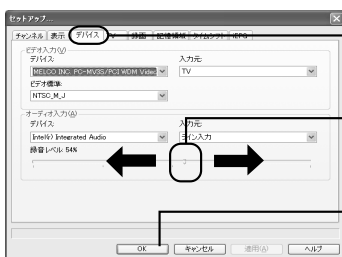 セットアップ...
チャンネル 表示 デバイス TV 録画 記憶領域 タイムシフト iEPG
ビデオ入力(V)
デバイス: 入力元:
MELCO INC. PC-MV3S/PCI WDM Video TV
ビデオ標準:
NTSC_M_J
オーディオ入力(A)
デバイス: 入力元:
Intel(r) Integrated Audio ライン入力
録音レベル: 54%
OK キャンセル 適用(A) ヘルプ